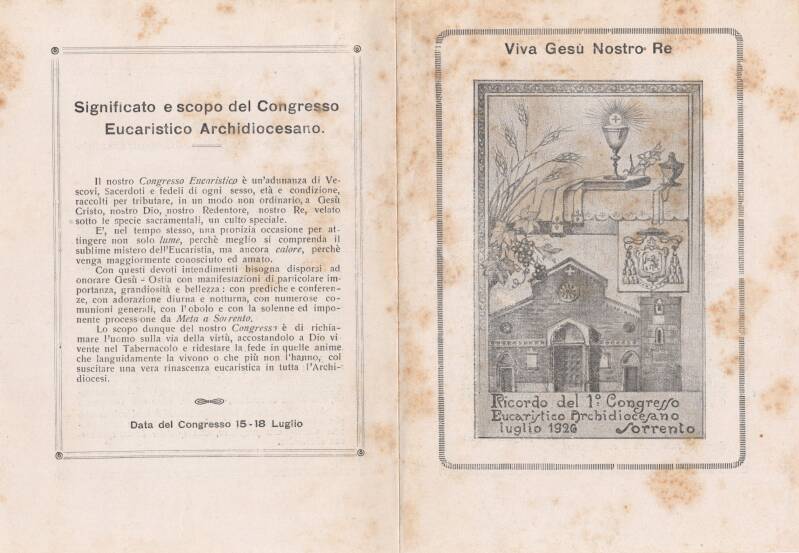 Significato e scopo del Congresso
Eucaristico Archidiocesano.
Il nostro Congresso Eucaristico è un'adunanza di Ve-
scovi, Sacerdoti e fedeli di ogni sesso, età e condizione,
raccolti per tributare, in un modo non ordinario, a Gesù
Cristo, nostro Dio, nostro Redentore, nostro Re, velato
sotto le specie sacramentali, un culto speciale.
E', nel tempo stesso, una propizia occasione per at-
tingere non solo lume, perchè meglio si comprenda il
sublime mistero dell'Eucaristia, ma ancora calore, perchè
venga maggiormente conosciuto ed amato.
Con questi devoti intendimenti bisogna disporsi ad
onorare Gesù - Ostia con manifestazioni di particolare im-
portanza, grandiosità e bellezza: con prediche e conferen-
ze, con adorazione diurna e notturna, con numerose co-
munioni generali, con l'obolo e con la solenne ed impo-
nente process one da Meta a Sorrento.
Lo scopo dunque del nostro Congresso è di richia-
mare l'uomo sulla via della virtù, accostandolo a Dio vi-
vente nel Tabernacolo e ridestare la fede in quelle anime
che languidamente la vivono o che più non l'hanno, col
suscitare una vera rinascenza eucaristica in tutta l'Archi-
diocesi.
Data del Congresso 15-18 Luglio
Viva Gesù Nostro Re
Ricordo del 1º Congresso
Eucaristico Archidiocesano
luglio 1926 Sorrento